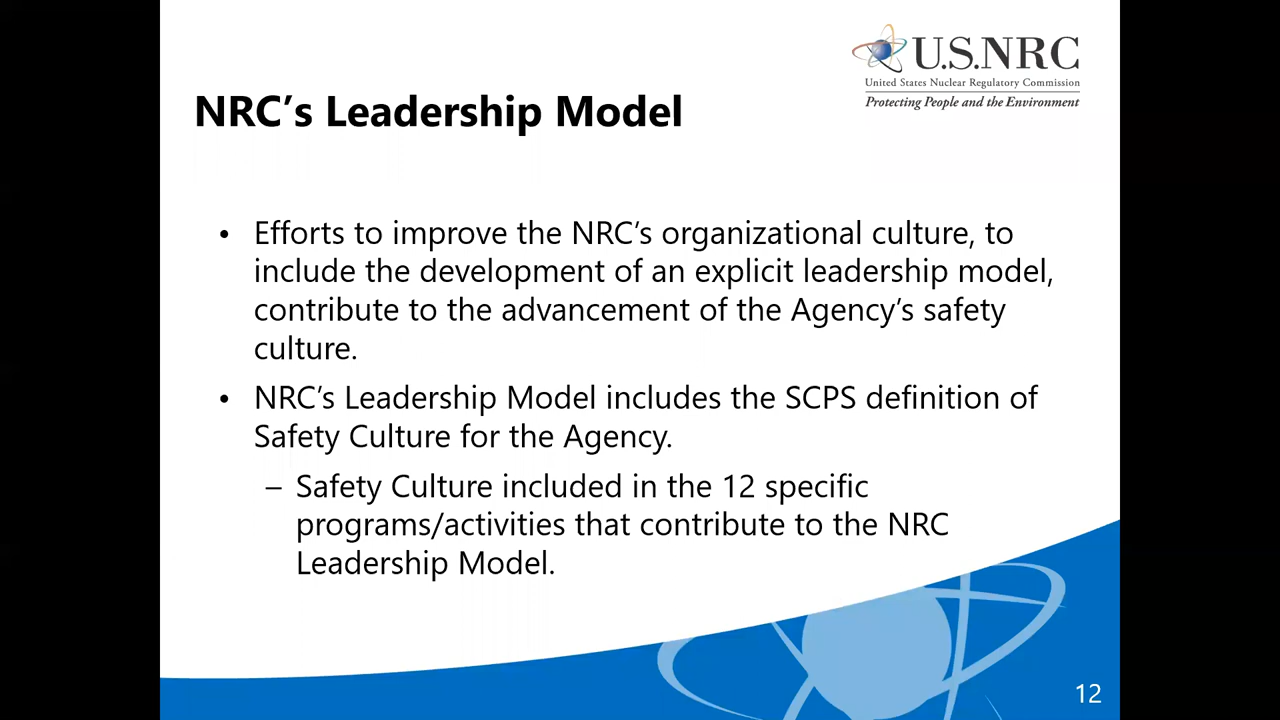 U.S.NRC
United States Nuclear Regulatory Commission
Protecting People and the Environment
NRC’s Leadership Model
• Efforts to improve the NRC’s organizational culture, to
include the development of an explicit leadership model,
contribute to the advancement of the Agency’s safety
culture.
• NRC’s Leadership Model includes the SCPS definition of
Safety Culture for the Agency.
– Safety Culture included in the 12 specific
programs/activities that contribute to the NRC
Leadership Model.
12